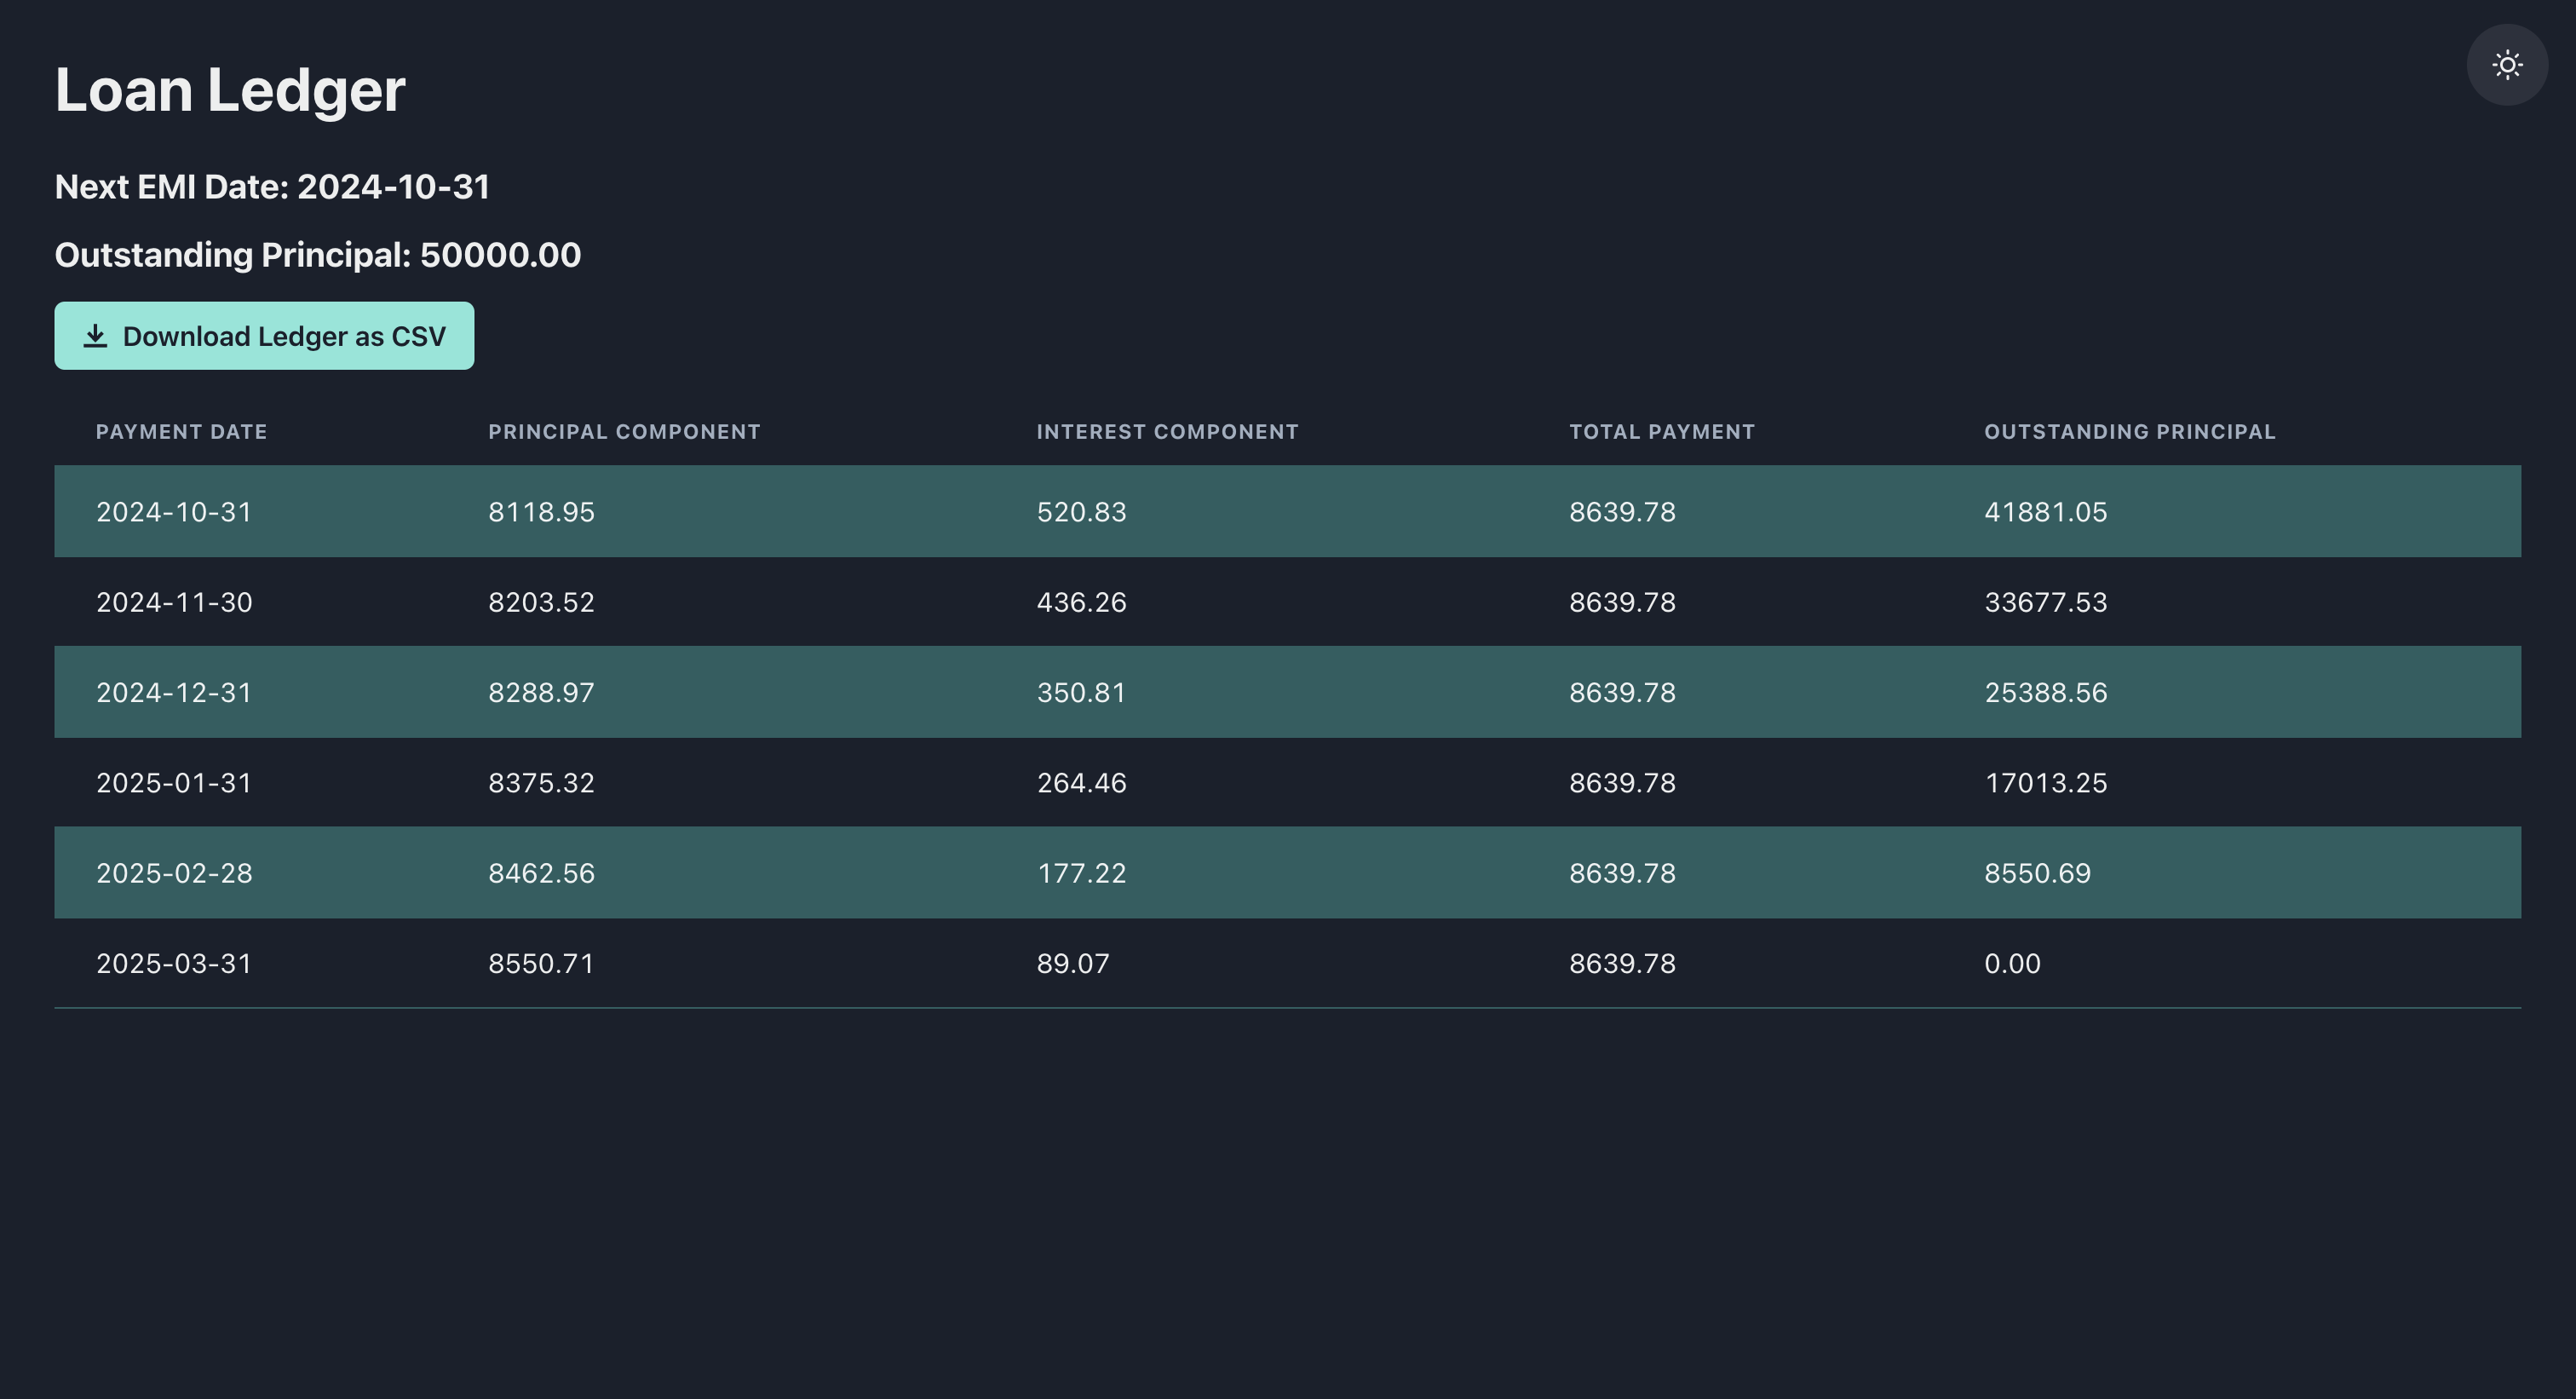 Loan Ledger
Next EMI Date: 2024-10-31
Outstanding Principal: 50000.00
Download Ledger as CSV
PAYMENT DATE PRINCIPAL COMPONENT INTEREST COMPONENT TOTAL PAYMENT OUTSTANDING PRINCIPAL
2024-10-31 8118.95 520.83 8639.78 41881.05
2024-11-30 8203.52 436.26 8639.78 33677.53
2024-12-31 8288.97 350.81 8639.78 25388.56
2025-01-31 8375.32 264.46 8639.78 17013.25
2025-02-28 8462.56 177.22 8639.78 8550.69
2025-03-31 8550.71 89.07 8639.78 0.00